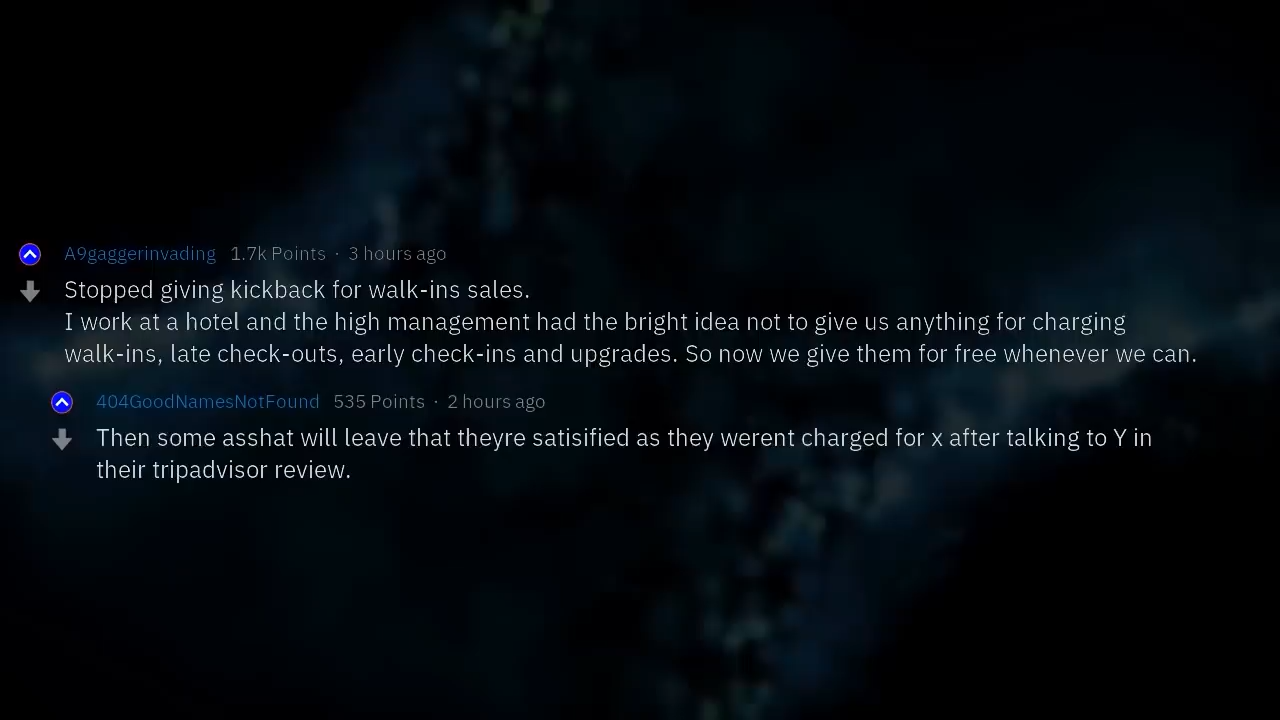 A9gaggerinvading 1.7k Points · 3 hours ago
Stopped giving kickback for walk-ins sales.
I work at a hotel and the high management had the bright idea not to give us anything for charging
walk-ins, late check-outs, early check-ins and upgrades. So now we give them for free whenever we can.
404GoodNamesNotFound 535 Points · 2 hours ago
Then some asshat will leave that theyre satisified as they werent charged for x after talking to Y in
their tripadvisor review.